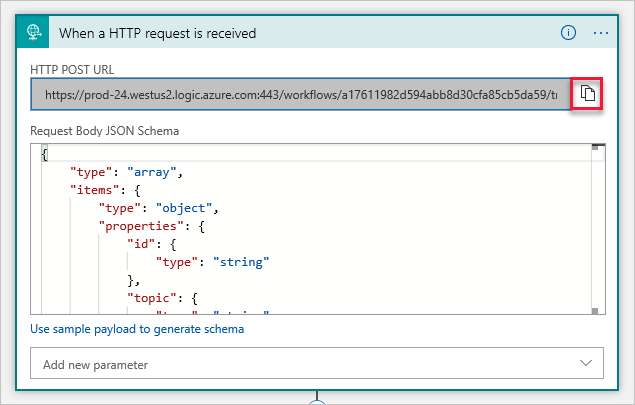 When a HTTP request is received
HTTP POST URL
https://prod-24.westus2.logic.azure.com:443/workflows/a17611982d594abb8d30cfa85cb5da59/tr
Request Body JSON Schema
{
"type": "array",
"items": {
"type": "object",
"properties": {
"id": {
"type": "string"
},
"topic": {
Use sample payload to generate schema
Add new parameter